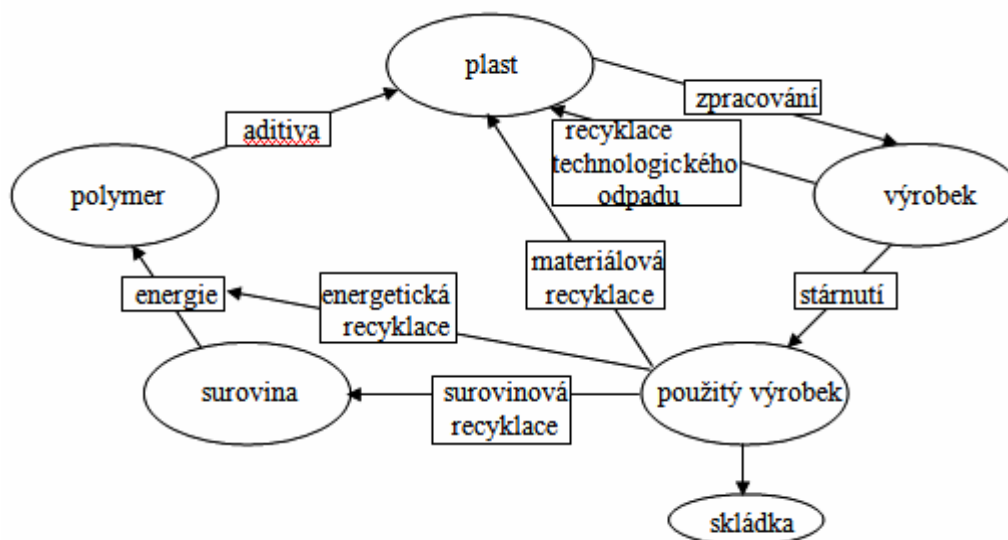 plast
zpracování
aditiva
recyklace
technologického
odpadu
polymer
výrobek
materiálová
recyklace
energie
energetická
recyklace
stárnutí
surovina
surovinová
recyklace
použitý výrobek
skládka